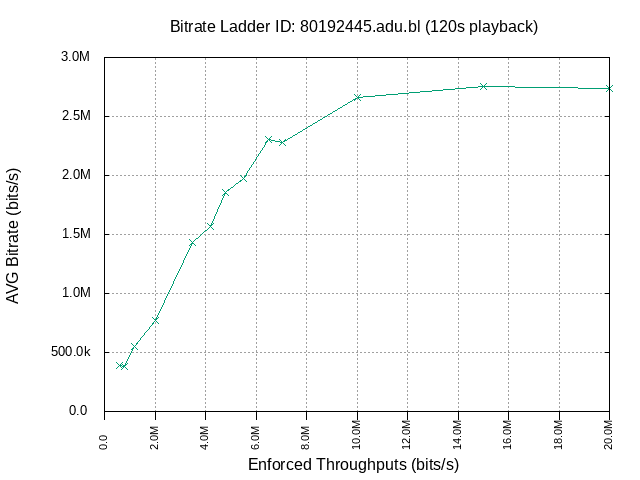 Bitrate Ladder ID: 80192445.adu.bl (120s playback)
3.0M
2.5M
2.0M
1.5M
1.0M
500.0k
0.0
AVG Bitrate (bits/s)
0.0 2.0M 4.0M 6.0M 8.0M 10.0M 12.0M 14.0M 16.0M 18.0M 20.0M
Enforced Throughputs (bits/s)